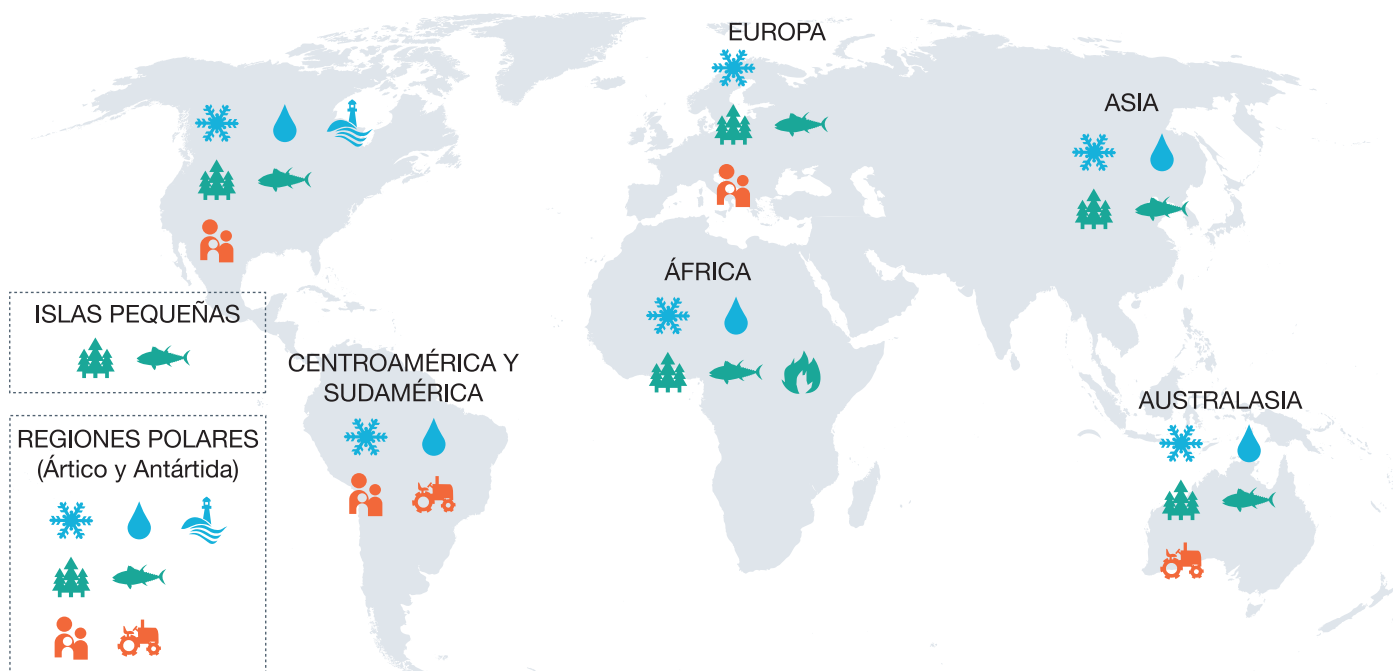 EUROPA
ASIA
ÁFRICA
ISLAS PEQUEÑAS
CENTROAMÉRICA Y
SUDAMÉRICA
AUSTRALASIA
REGIONES POLARES
(Ártico y Antártida)